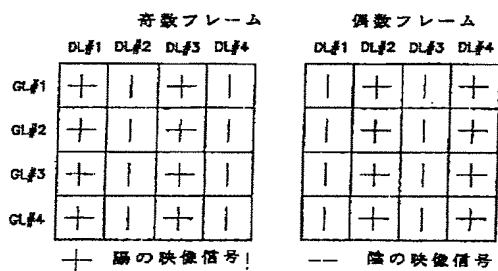 奇数フレーム 偶数フレーム
DL#1 DL#2 DL#3 DL#4 DL#1 DL#2 DL#3 DL#4
GL#1 + | + | | + | +
GL#2 + | + | | + | +
GL#3 + | + | | + | +
GL#4 + | + | | + | +
+ 陽の映像信号! -- 陰の映像信号